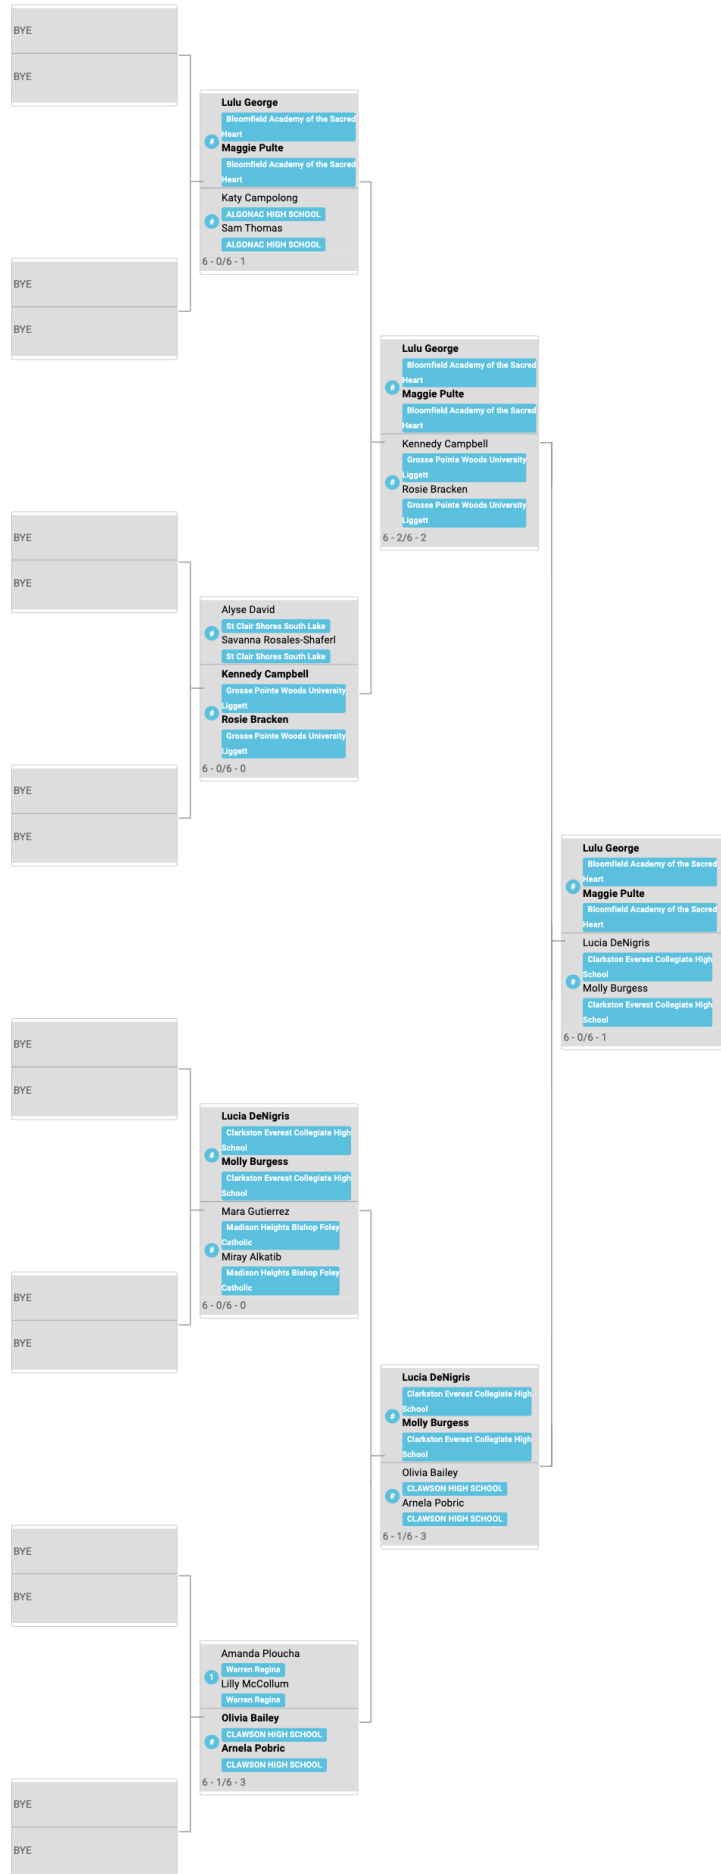 BYE
BYE
Lulu George
Bloomfield Academy of the Sacred
Heart
#
Maggie Pulte
Bloomfield Academy of the Sacred
Heart
Katy Campolong
ALGONAC HIGH SCHOOL
#
Sam Thomas
ALGONAC HIGH SCHOOL
6 - 0/6 - 1
BYE
BYE
Lulu George
Bloomfield Academy of the Sacred
Heart
#
Maggie Pulte
Bloomfield Academy of the Sacred
Heart
Kennedy Campbell
Grosse Pointe Woods University
Liggett
#
Rosie Bracken
Grosse Pointe Woods University
Liggett
6 - 2/6 - 2
BYE
BYE
Alyse David
St Clair Shores South Lake
#
Savanna Rosales-Shaferl
St Clair Shores South Lake
Kennedy Campbell
Grosse Pointe Woods University
Liggett
#
Rosie Bracken
Grosse Pointe Woods University
Liggett
6 - 0/6 - 0
BYE
BYE
Lulu George
Bloomfield Academy of the Sacred
Heart
#
Maggie Pulte
Bloomfield Academy of the Sacred
Heart
Lucia DeNigris
Clarkston Everest Collegiate High
School
#
Molly Burgess
Clarkston Everest Collegiate High
School
6 - 0/6 - 1
BYE
BYE
Lucia DeNigris
Clarkston Everest Collegiate High
School
#
Molly Burgess
Clarkston Everest Collegiate High
School
Mara Gutierrez
Madison Heights Bishop Foley
Catholic
#
Miray Alkatib
Madison Heights Bishop Foley
Catholic
6 - 0/6 - 0
BYE
BYE
Lucia DeNigris
Clarkston Everest Collegiate High
School
#
Molly Burgess
Clarkston Everest Collegiate High
School
Olivia Bailey
CLAWSON HIGH SCHOOL
#
Arnela Pobric
CLAWSON HIGH SCHOOL
6 - 1/6 - 3
BYE
BYE
Amanda Ploucha
Warren Regina
1
Lilly McCollum
Warren Regina
Olivia Bailey
CLAWSON HIGH SCHOOL
#
Arnela Pobric
CLAWSON HIGH SCHOOL
6 - 1/6 - 3
BYE
BYE